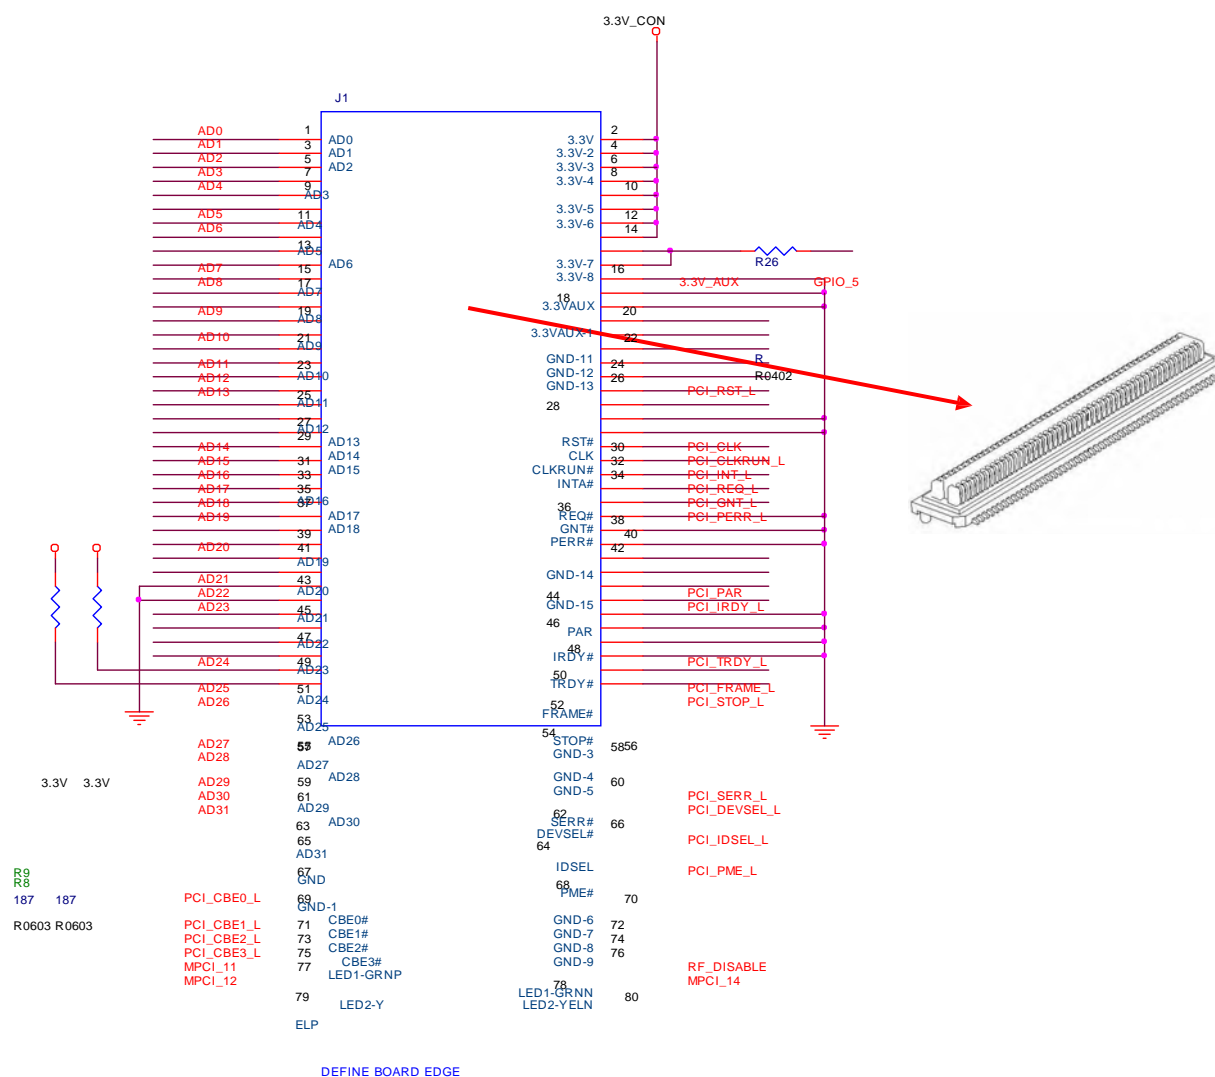 3.3V_CON
J1
AD0 1 2
AD0 3.3V
AD1 3 4
AD1 3.3V-2
AD2 5 6
AD2 3.3V-3
AD3 7 8
3.3V-4
AD4 9 10
AD3
AD5 11 3.3V-5 12
AD4 3.3V-6
AD6 14
13
AD5
R26
AD6 3.3V-7
AD7 15 16
3.3V-8
AD8 17 3.3V_AUX GPIO_5
AD7
18
3.3VAUX
AD9 19 20
AD8
3.3VAUX-1
AD10 21 22
AD9
GND-11 R
AD11 23 24
GND-12
AD12 AD10 26 R0402
GND-13
AD13 25 PCI_RST_L
AD11 28
27
AD12
29
AD13 RST#
AD14 30 PCI_CLK
AD14 CLK
AD15 31 32 PCI_CLKRUN_L
AD15 CLKRUN#
AD16 33 34 PCI_INT_L
INTA#
AD17 35 PCI_REQ_L
AD18 37 AD16 PCI_GNT_L
36
AD19 AD17 REQ# 38 PCI_PERR_L
AD18 GNT#
39 40
PERR#
AD20 41 42
AD19
GND-14
AD21 43
AD22 AD20 44 PCI_PAR
GND-15
AD23 45 PCI_IRDY_L
AD21 46
PAR
47
AD22 48
IRDY#
AD24 49 PCI_TRDY_L
AD23 50
TRDY#
AD25 51 PCI_FRAME_L
AD26 AD24 52 PCI_STOP_L
FRAME#
53
AD25 54
AD26 STOP#
AD27 57 58 56
AD28 GND-3
AD27
AD28 GND-4
3.3V 3.3V AD29 59 60
GND-5
AD30 61 PCI_SERR_L
AD31 AD29 62 PCI_DEVSEL_L
AD30 SERR# 66
63
DEVSEL#
65 64 PCI_IDSEL_L
AD31
IDSEL
R9 67 PCI_PME_L
R8 GND 68
PME#
187 187 PCI_CBE0_L 69 70
GND-1
CBE0# GND-6
R0603 R0603 PCI_CBE1_L 71 72
CBE1# GND-7
PCI_CBE2_L 73 74
CBE2# GND-8
PCI_CBE3_L 75 76
CBE3# GND-9
MPCI_11 77 RF_DISABLE
LED1-GRNP
MPCI_12 78 MPCI_14
LED1-GRNN
79 80
LED2-Y LED2-YELN
ELP
DEFINE BOARD EDGE